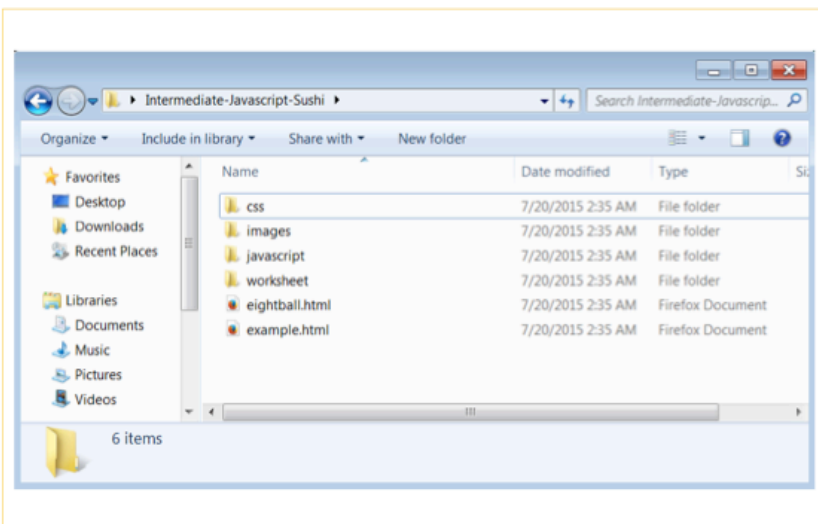 Intermediate-Javascript-Sushi
Search Intermediate-Javascrip...
Organize Include in library Share with New folder
Name Date modified Type Si
Favorites
Desktop
Downloads
Recent Places
Libraries
Documents
Music
Pictures
Videos
css 7/20/2015 2:35 AM File folder
images 7/20/2015 2:35 AM File folder
javascript 7/20/2015 2:35 AM File folder
worksheet 7/20/2015 2:35 AM File folder
eightball.html 7/20/2015 2:35 AM Firefox Document
example.html 7/20/2015 2:35 AM Firefox Document
6 items